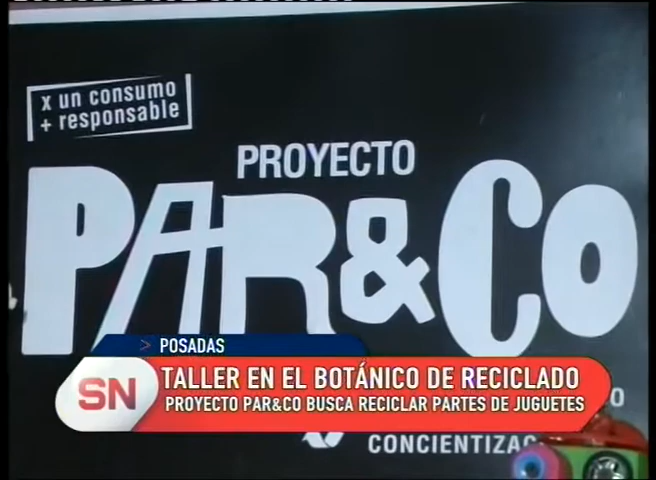 x un consumo
+ responsable
PROYECTO
PAR&CO
> POSADAS
SN
TALLER EN EL BOTÁNICO DE RECICLADO
PROYECTO PAR&CO BUSCA RECICLAR PARTES DE JUGUETES